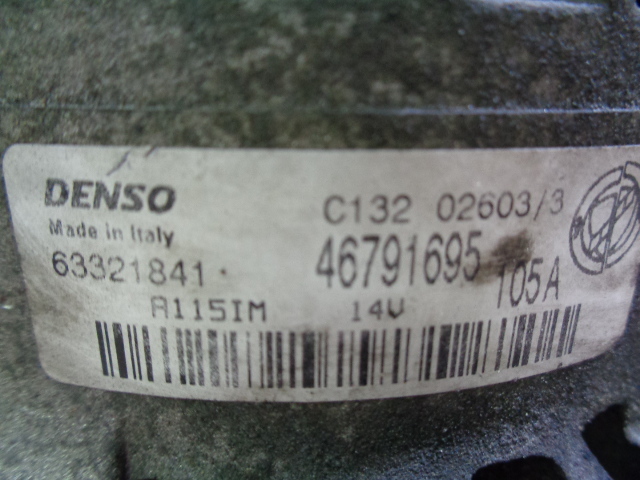 DENSO
C132 02603/3
Made in Italy
63321841
46791695
105A
A115IM 14V